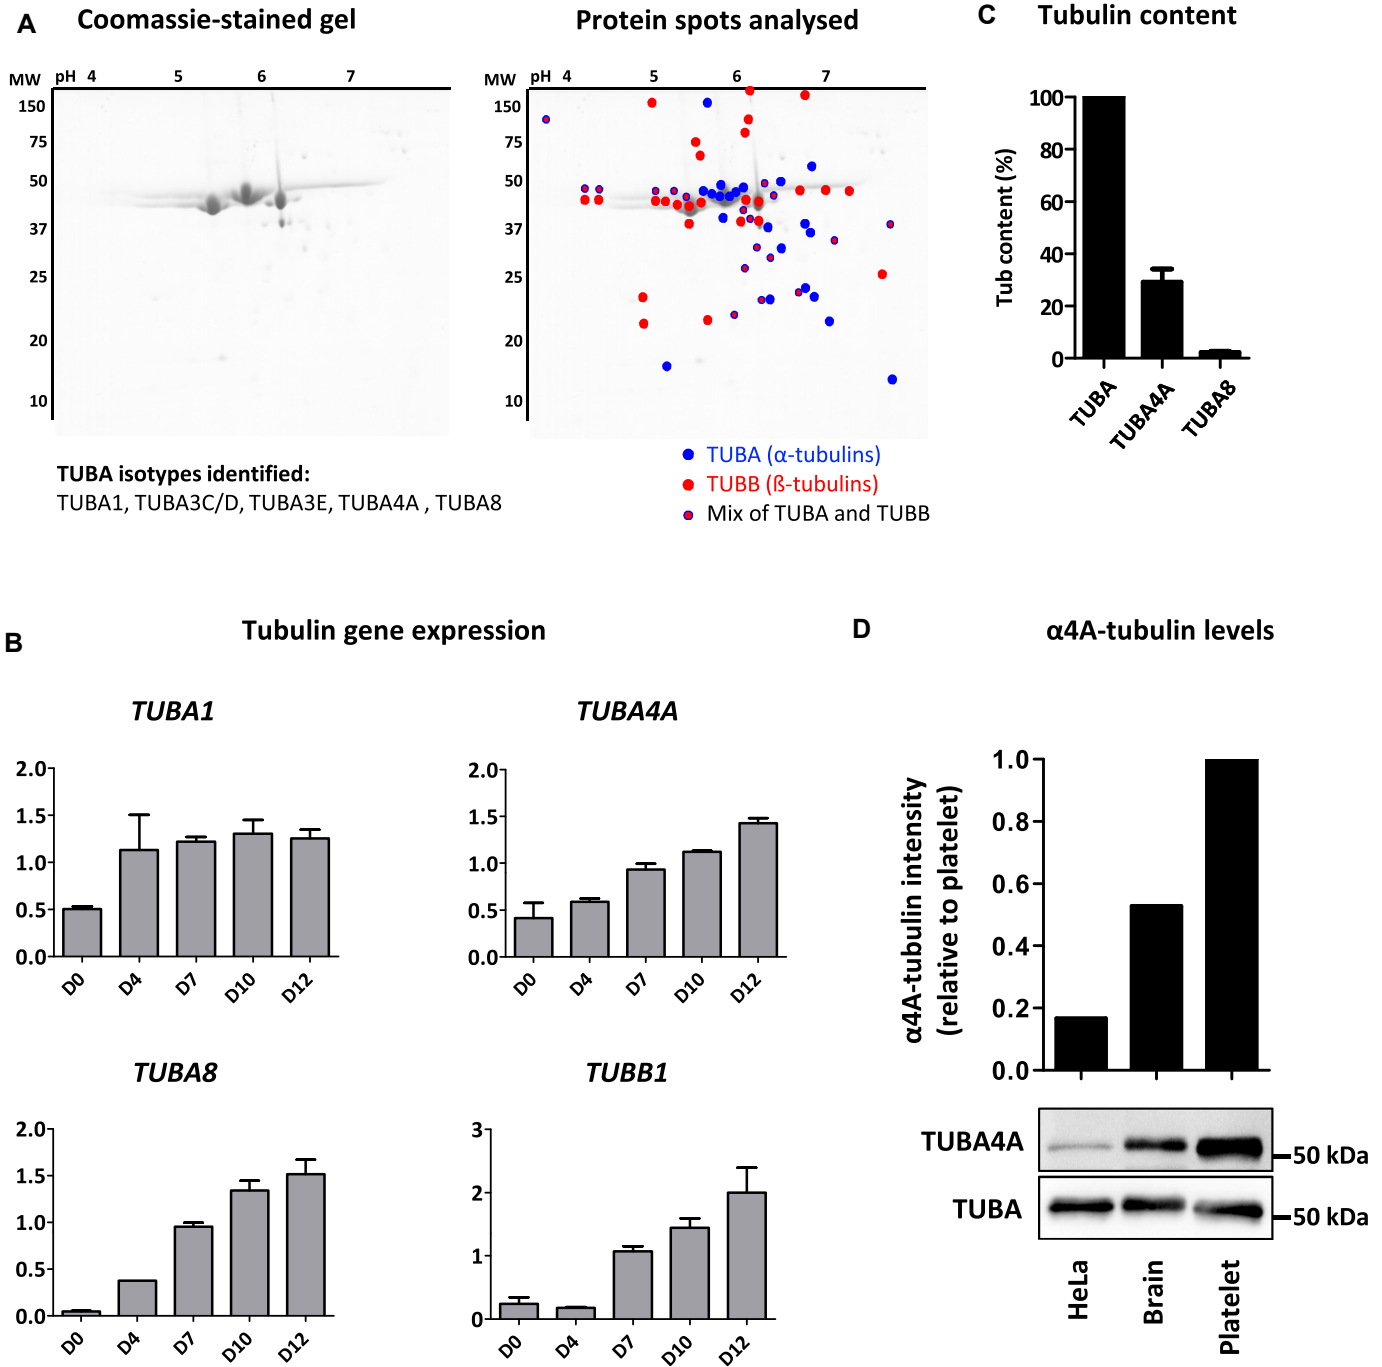 A
Coomassie-stained gel
MW pH 4 5 6 7
150
75
50
37
25
20
10
TUBA isotypes identified:
TUBA1, TUBA3C/D, TUBA3E, TUBA4A , TUBA8
Protein spots analysed
MW pH 4 5 6 7
150
75
50
37
25
20
10
TUBA (α-tubulins)
TUBB (ß-tubulins)
Mix of TUBA and TUBB
C
Tubulin content
Tub content (%)
100
80
60
40
20
0
TUBA
TUBA4A
TUBA8
B
Tubulin gene expression
TUBA1
2.0
1.5
1.0
0.5
0.0
D0 D4 D7 D10 D12
TUBA4A
2.0
1.5
1.0
0.5
0.0
D0 D4 D7 D10 D12
TUBA8
2.0
1.5
1.0
0.5
0.0
D0 D4 D7 D10 D12
TUBB1
3
2
1
0
D0 D4 D7 D10 D12
D
α4A-tubulin levels
α4A-tubulin intensity
(relative to platelet)
1.0
0.8
0.6
0.4
0.2
0.0
TUBA4A
50 kDa
TUBA
50 kDa
HeLa
Brain
Platelet